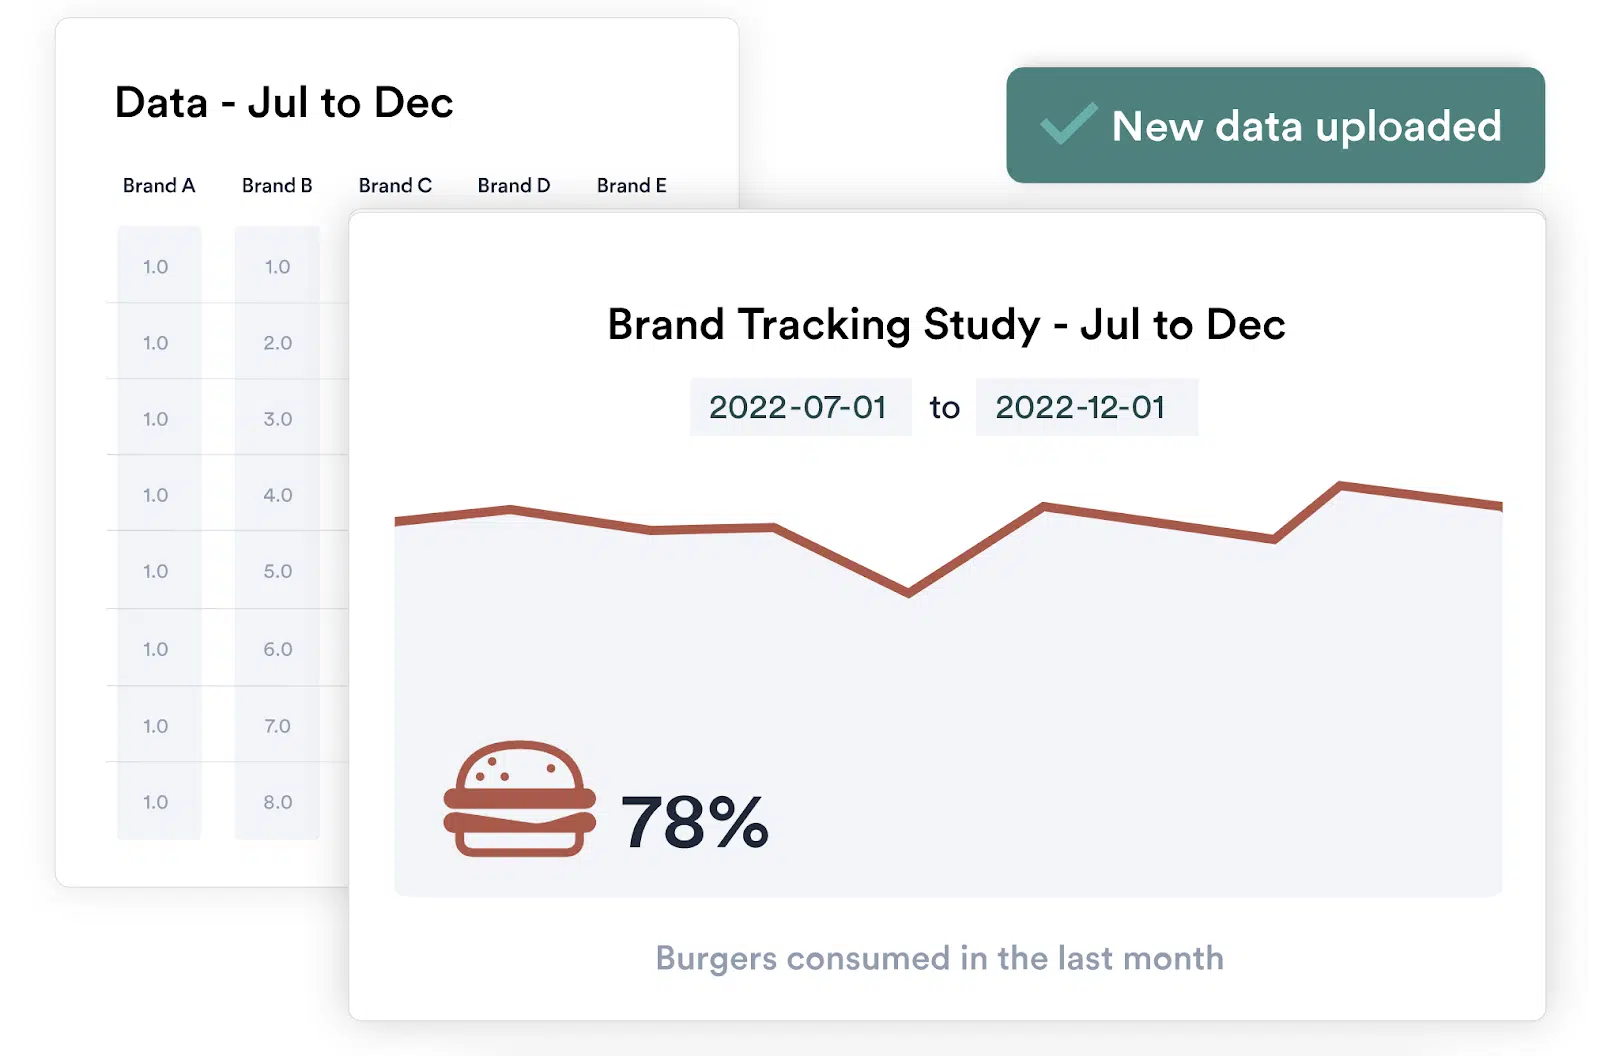 Data - Jul to Dec
Brand A Brand B Brand C Brand D Brand E
1.0 1.0
1.0 2.0
1.0 3.0
1.0 4.0
1.0 5.0
1.0 6.0
1.0 7.0
1.0 8.0
New data uploaded
Brand Tracking Study - Jul to Dec
2022-07-01 to 2022-12-01
78%
Burgers consumed in the last month